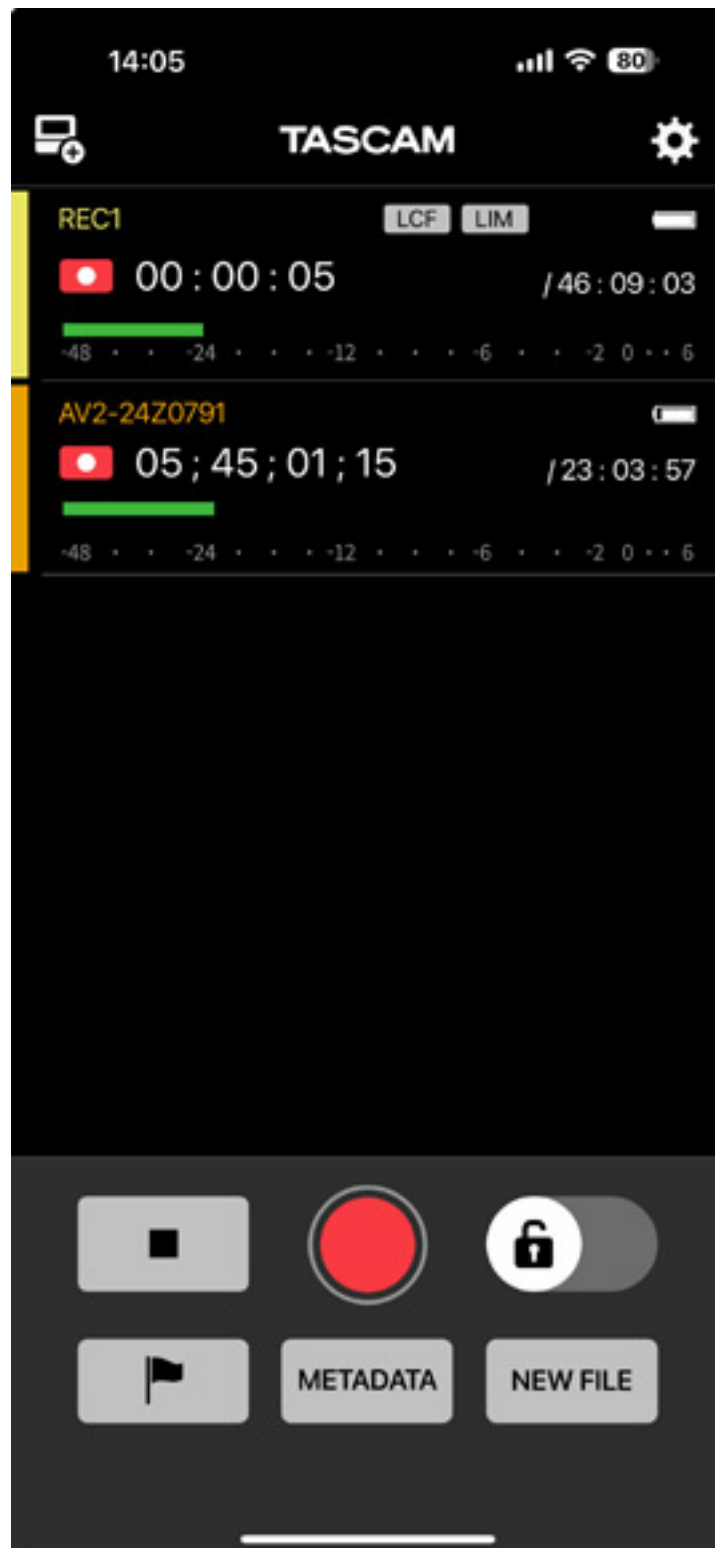 14:05 80
TASCAM
REC1 LCF LIM
00 : 00 : 05 / 46 : 09 : 03
-48 · · -24 · · · -12 · · · -6 · · -2 0 · · 6
AV2-24Z0791
05 ; 45 ; 01 ; 15 / 23 : 03 : 57
-48 · · -24 · · · -12 · · · -6 · · -2 0 · · 6
METADATA NEW FILE